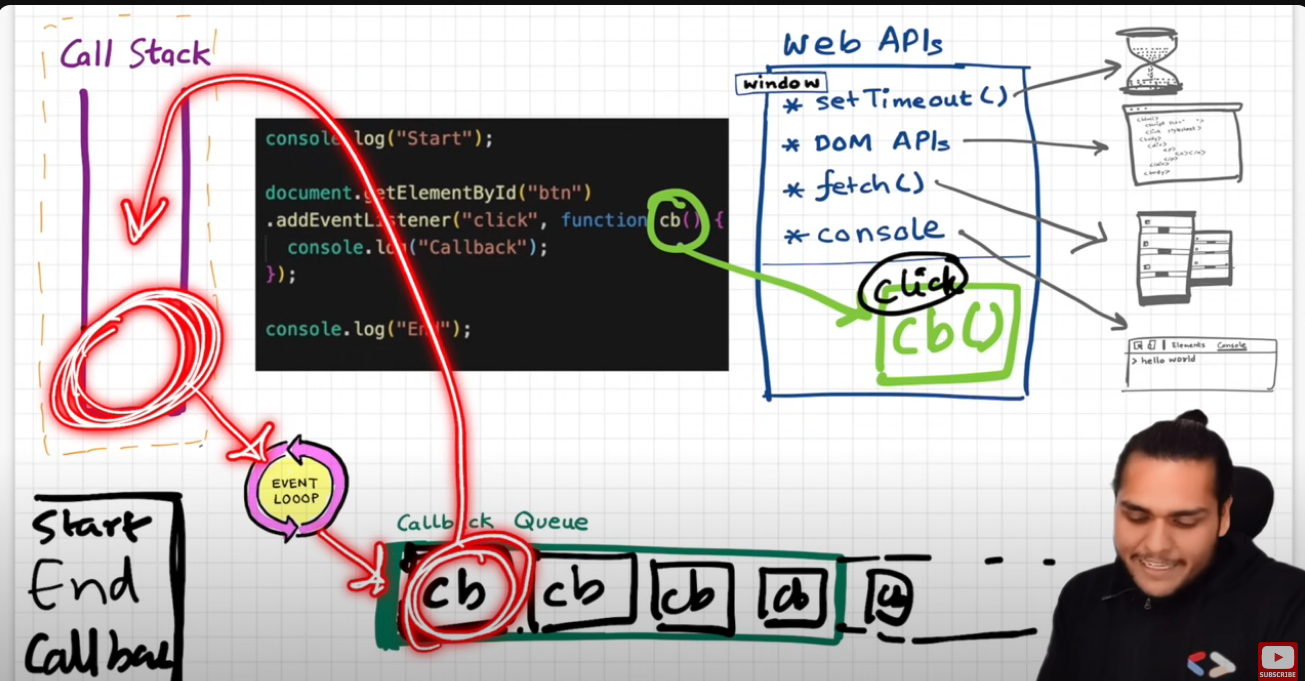 Call Stack
console.log("Start");
document.getElementById("btn")
.addEventListener("click", function cb() {
console.log("Callback");
});
console.log("End");
Web APIs
window
* setTimeout()
* DOM APIs
* fetch()
* console
click
cb()
Elements Console
> hello world
EVENT
LOOOP
Start
End
Callbac
Callback Queue
cb cb cb cb cb
SUBSCRIBE